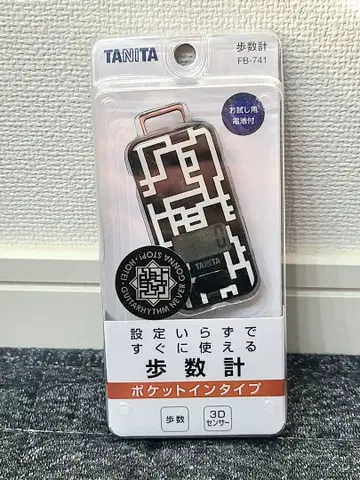 TANITA
歩数計
FB-741
お試し用
電池付
TANITA
HOTEI GUITARHYTHM NEVER GONNA STOP!
設定いらずで
すぐに使える
歩数計
ポケットインタイプ
歩数
3D
センサー